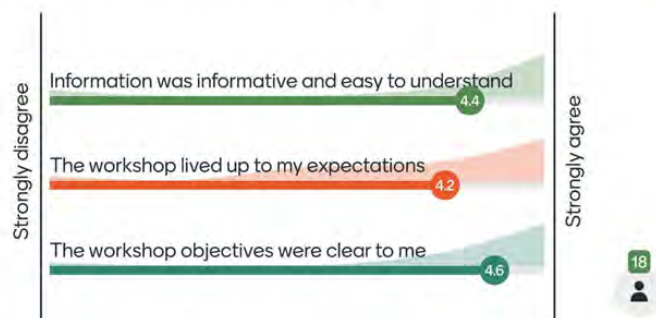 Strongly disagree
Information was informative and easy to understand
4.4
The workshop lived up to my expectations
4.2
The workshop objectives were clear to me
4.6
Strongly agree
18